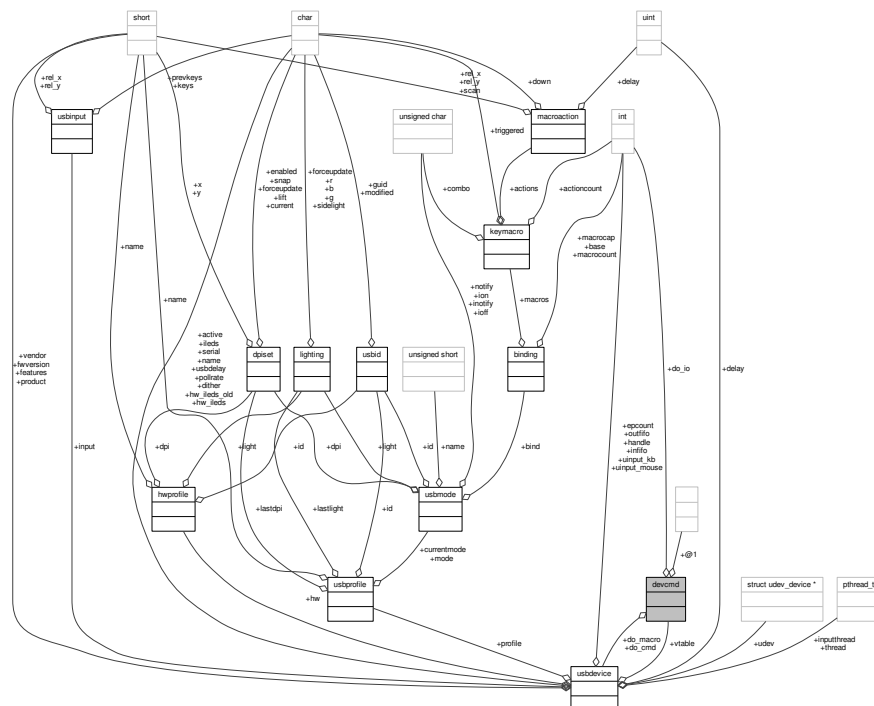 short
char
uint
+rel_x
+rel_y
+prevkeys
+keys
+rel_x
+rel_y
+scan
+down
+delay
usbinput
unsigned char
macroaction
int
+triggered
+x
+y
+enabled
+snap
+forceupdate
+lift
+current
+forceupdate
+r
+b
+g
+sidelight
+guid
+modified
+combo
+actions
+actioncount
keymacro
+name
+macrocap
+base
+macrocount
+notify
+ion
+inotify
+ioff
+macros
+name
+vendor
+fwversion
+features
+product
+active
+ileds
+serial
+name
+usbdelay
+pollrate
+dither
+hw_ileds_old
+hw_ileds
dpiset
lighting
usbid
unsigned short
binding
+do_io
+delay
+input
+dpi
+light
+id
+dpi
+light
+id
+name
+bind
+epcount
+outfifo
+handle
+infifo
+uinput_kb
+uinput_mouse
hwprofile
usbmode
+lastdpi
+lastlight
+id
+currentmode
+mode
+@1
usbprofile
devcmd
struct udev_device *
pthread_t
+hw
+profile
+do_macro
+do_cmd
+vtable
+udev
+inputthread
+thread
usbdevice